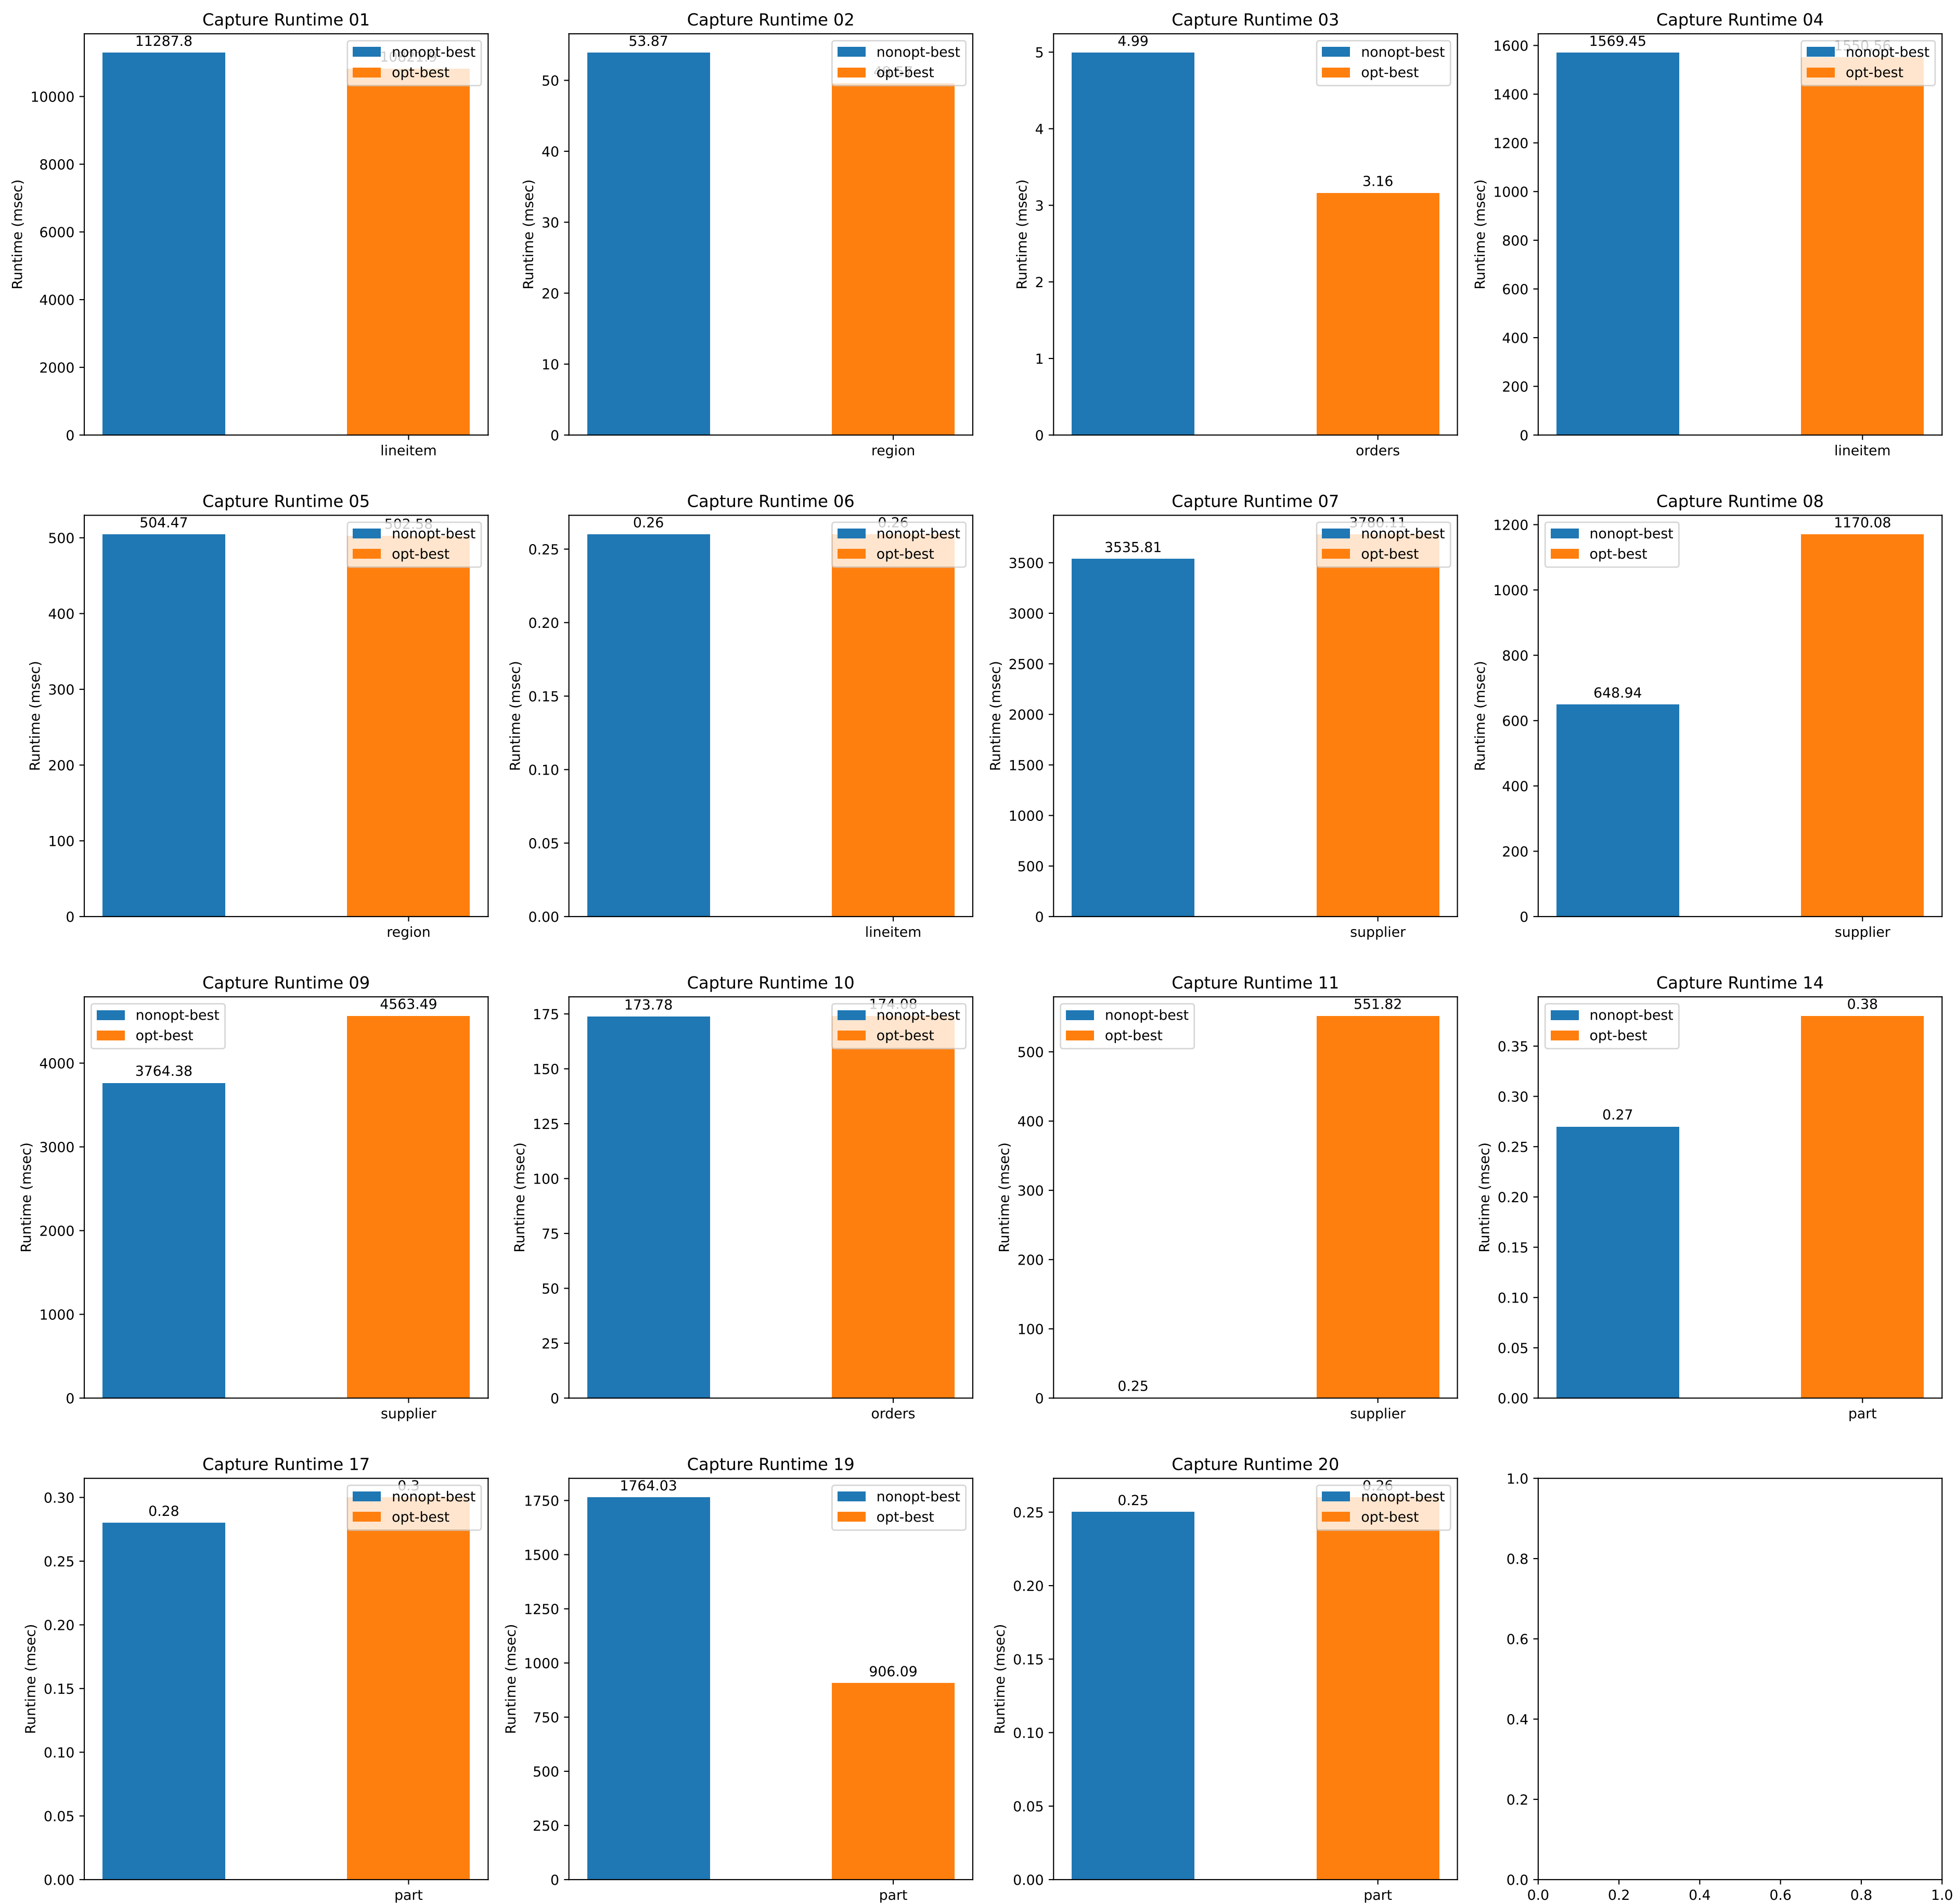 Capture Runtime 01
11287.8
nonopt-best
opt-best
Runtime (msec)
10000
8000
6000
4000
2000
0
lineitem
Capture Runtime 02
53.87
nonopt-best
opt-best
Runtime (msec)
50
40
30
20
10
0
region
Capture Runtime 03
4.99
nonopt-best
opt-best
3.16
Runtime (msec)
5
4
3
2
1
0
orders
Capture Runtime 04
1569.45
1550.56
nonopt-best
opt-best
Runtime (msec)
1600
1400
1200
1000
800
600
400
200
0
lineitem
Capture Runtime 05
504.47
502.58
nonopt-best
opt-best
Runtime (msec)
500
400
300
200
100
0
region
Capture Runtime 06
0.26
0.26
nonopt-best
opt-best
Runtime (msec)
0.25
0.20
0.15
0.10
0.05
0.00
lineitem
Capture Runtime 07
3535.81
3780.11
nonopt-best
opt-best
Runtime (msec)
3500
3000
2500
2000
1500
1000
500
0
supplier
Capture Runtime 08
nonopt-best
opt-best
648.94
1170.08
Runtime (msec)
1200
1000
800
600
400
200
0
supplier
Capture Runtime 09
nonopt-best
opt-best
3764.38
4563.49
Runtime (msec)
4000
3000
2000
1000
0
supplier
Capture Runtime 10
173.78
174.08
nonopt-best
opt-best
Runtime (msec)
175
150
125
100
75
50
25
0
orders
Capture Runtime 11
nonopt-best
opt-best
0.25
551.82
Runtime (msec)
500
400
300
200
100
0
supplier
Capture Runtime 14
nonopt-best
opt-best
0.27
0.38
Runtime (msec)
0.35
0.30
0.25
0.20
0.15
0.10
0.05
0.00
part
Capture Runtime 17
0.28
0.3
nonopt-best
opt-best
Runtime (msec)
0.30
0.25
0.20
0.15
0.10
0.05
0.00
part
Capture Runtime 19
1764.03
nonopt-best
opt-best
906.09
Runtime (msec)
1750
1500
1250
1000
750
500
250
0
part
Capture Runtime 20
0.25
0.26
nonopt-best
opt-best
Runtime (msec)
0.25
0.20
0.15
0.10
0.05
0.00
part
1.0
0.8
0.6
0.4
0.2
0.0
0.0 0.2 0.4 0.6 0.8 1.0